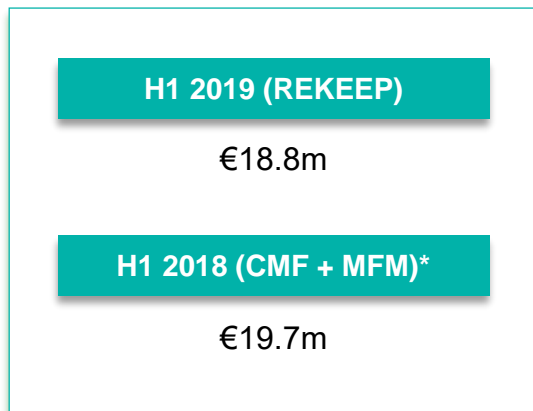 H1 2019 (REKEEP)
€18.8m
H1 2018 (CMF + MFM)*
€19.7m